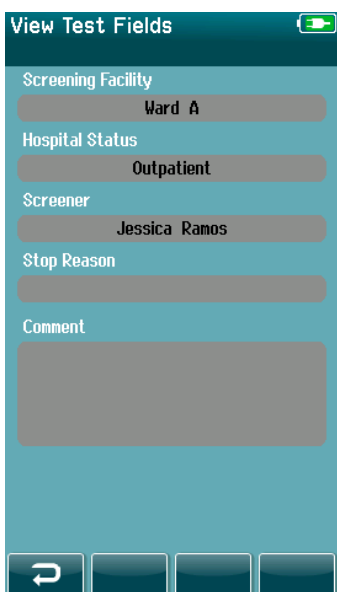 View Test Fields
Screening Facility
Ward A
Hospital Status
Outpatient
Screener
Jessica Ramos
Stop Reason
Comment